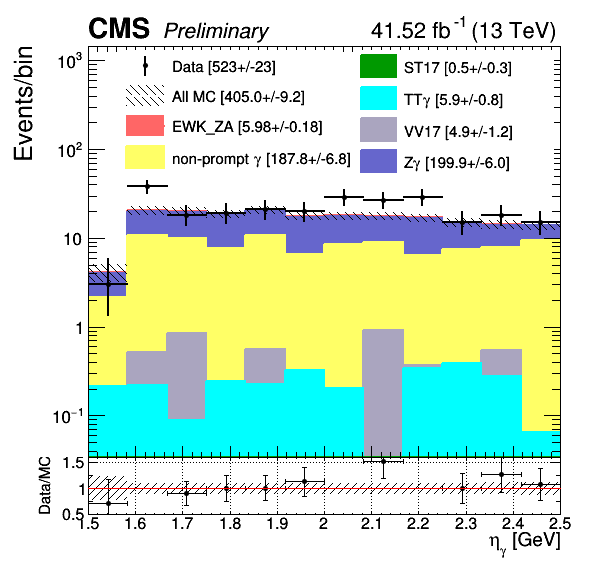 CMS Preliminary 41.52 fb⁻¹ (13 TeV)
Events/bin
Data [523+/-23]
All MC [405.0+/-9.2]
EWK_ZA [5.98+/-0.18]
non-prompt γ [187.8+/-6.8]
ST17 [0.5+/-0.3]
TTγ [5.9+/-0.8]
VV17 [4.9+/-1.2]
Zγ [199.9+/-6.0]
10³
10²
10
1
10⁻¹
Data/MC
1.5
1
0.5
1.5 1.6 1.7 1.8 1.9 2 2.1 2.2 2.3 2.4 2.5
ηγ [GeV]